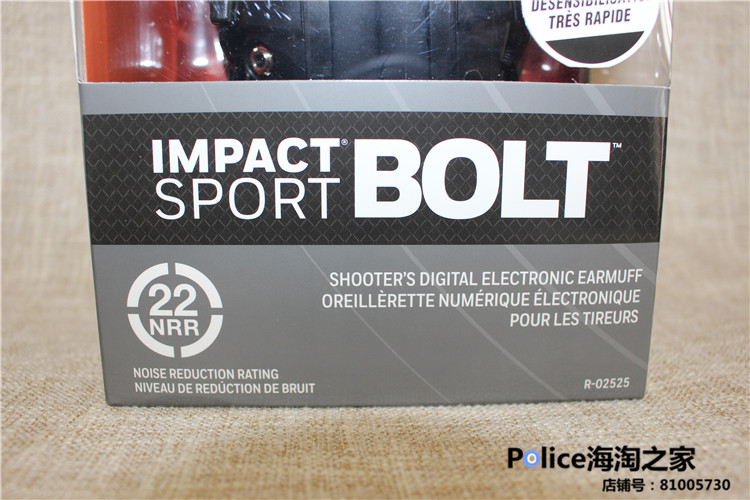 TRÈS RAPIDE
IMPACT® SPORT BOLT™
22
NRR
SHOOTER'S DIGITAL ELECTRONIC EARMUFF
OREILLÈRETTE NUMÉRIQUE ÉLECTRONIQUE
POUR LES TIREURS
NOISE REDUCTION RATING
NIVEAU DE REDÚCTION DE BRUIT
R-02525
Police海淘之家
店铺号：81005730